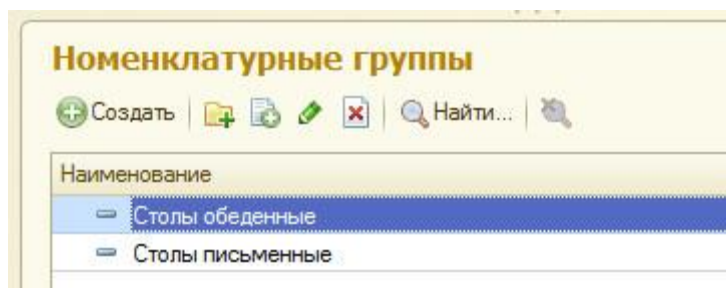 Номенклатурные группы
Создать Найти...
Наименование
Столы обеденные
Столы письменные